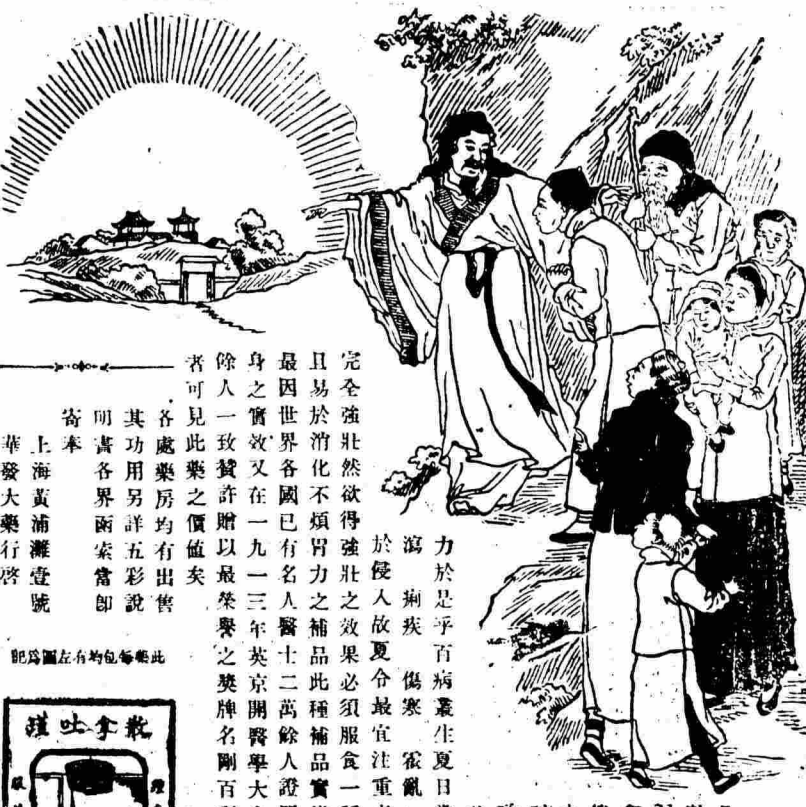 力於是乎百病叢生夏日
瀉 痢疾 傷寒 霍亂
於侵人故夏令最宜注重
完全強壯然欲得強壯之效果必須服食一
且易於消化不煩胃力之補品此種補品實
最因世界各國已有名人醫士二萬餘人證
身之實效又在一九一三年英京開醫學大
餘人一致贊許贈以最榮譽之獎牌名剛百
者可見此藥之價值矣
各處藥房均有出售
其功用另詳五彩說
明書各界函索當卽
寄奉
上海黃浦灘壹號
華發大藥行啓
此藥每包均有左圖爲記
散拿吐瑾